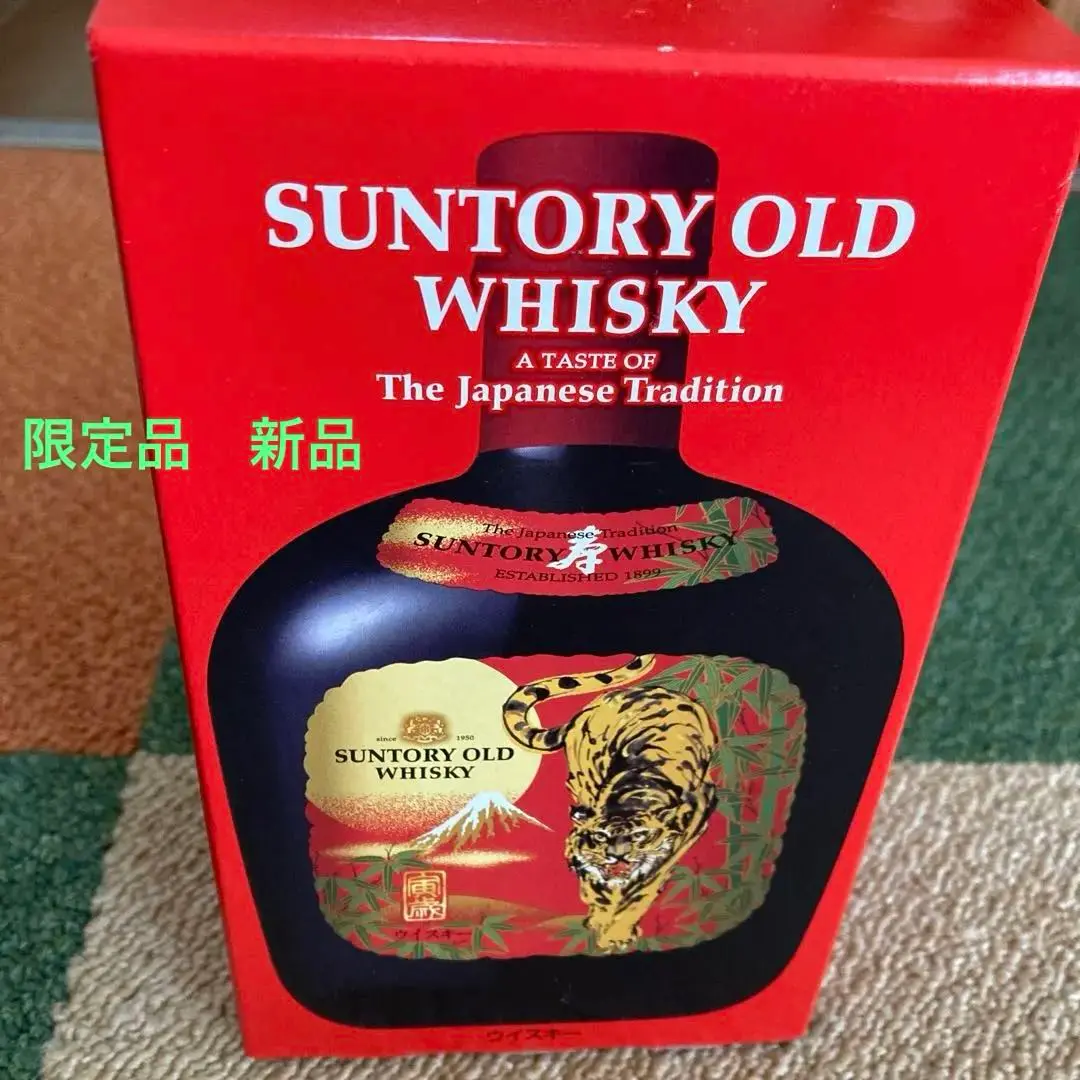 SUNTORY OLD
WHISKY
A TASTE OF
The Japanese Tradition
限定品 新品
The Japanese Tradition
SUNTORY 寿 WHISKY
ESTABLISHED 1899
since 1950
SUNTORY OLD
WHISKY
寅歳
ウイスキー
ウイスキー